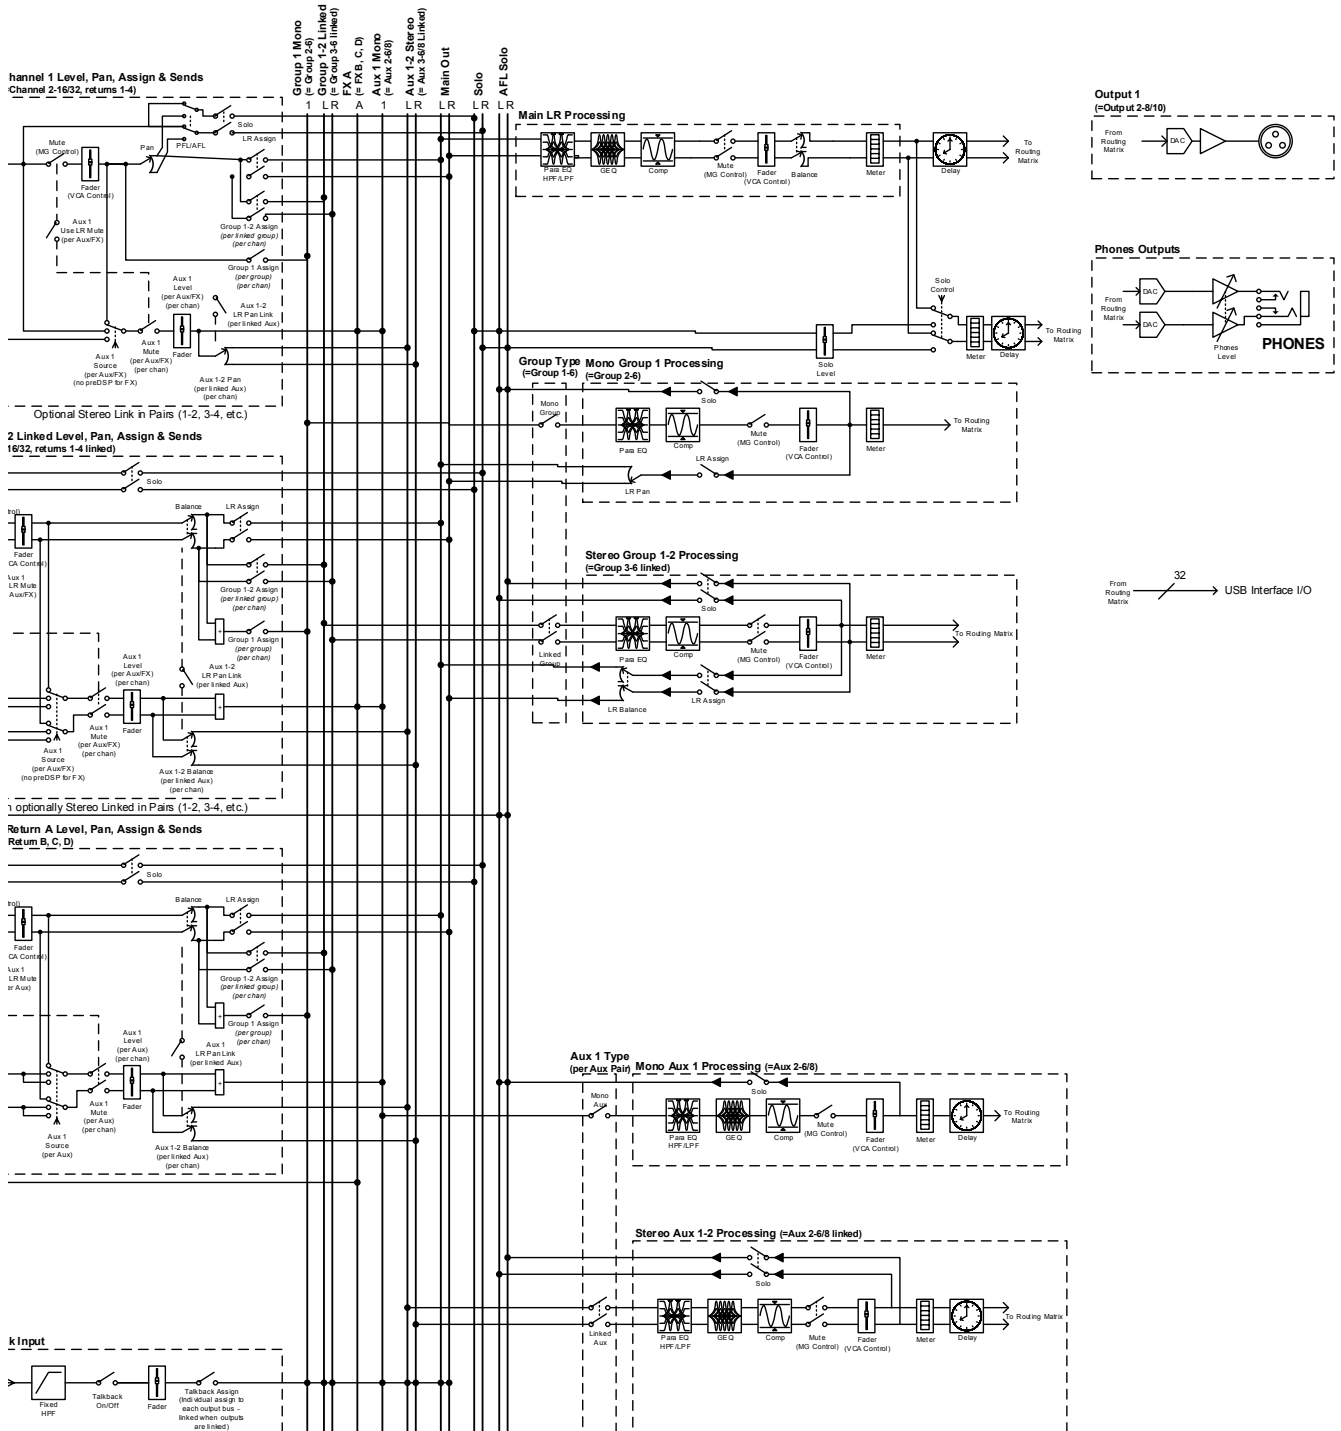 Group 1 Mono
(= Group 2-6)
Group 1-2 Linked
(= Group 3-6 linked)
FX A
(= FX B, C, D)
Aux 1 Mono
(= Aux 2-6/8)
Aux 1-2 Stereo
(= Aux 3-6/8 Linked)
Main Out
Solo
AFL Solo
1 L R A 1 L R L R L R L R
hannel 1 Level, Pan, Assign & Sends
=Channel 2-16/32, returns 1-4)
Mute
(MG Control)
Fader
(VCA Control)
Pan
PFL/AFL
Solo
LR Assign
Group 1-2 Assign
(per linked group)
(per chan)
Aux 1
Use LR Mute
(per Aux/FX)
Group 1 Assign
(per group)
(per chan)
Aux 1
Level
(per Aux/FX)
(per chan)
Aux 1-2
LR Pan Link
(per linked Aux)
Aux 1
Source
(per Aux/FX)
(no preDSP for FX)
Aux 1
Mute
(per Aux/FX)
(per chan)
Fader
Aux 1-2 Pan
(per linked Aux)
(per chan)
Optional Stereo Link in Pairs (1-2, 3-4, etc.)
2 Linked Level, Pan, Assign & Sends
16/32, returns 1-4 linked)
Solo
trol)
Fader
CA Control)
Balance
LR Assign
Aux 1
LR Mute
Aux/FX)
Group 1-2 Assign
(per linked group)
(per chan)
+
Group 1 Assign
(per group)
(per chan)
Aux 1
Level
(per Aux/FX)
(per chan)
Aux 1-2
LR Pan Link
(per linked Aux)
+
Aux 1
Source
(per Aux/FX)
(no preDSP for FX)
Aux 1
Mute
(per Aux/FX)
(per chan)
Fader
Aux 1-2 Balance
(per linked Aux)
(per chan)
n optionally Stereo Linked in Pairs (1-2, 3-4, etc.)
Return A Level, Pan, Assign & Sends
Return B, C, D)
Solo
trol)
Fader
CA Control)
Balance
LR Assign
Aux 1
LR Mute
er Aux)
Group 1-2 Assign
(per linked group)
(per chan)
+
Group 1 Assign
(per group)
(per chan)
Aux 1
Level
(per Aux)
(per chan)
Aux 1
LR Pan Link
(per linked Aux)
+
Aux 1
Source
(per Aux)
Aux 1
Mute
(per Aux)
(per chan)
Fader
Aux 1-2 Balance
(per linked Aux)
(per chan)
k Input
Fixed
HPF
Talkback
On/Off
Fader
Talkback Assign
(Individual assign to
each output bus -
linked when outputs
are linked)
Main LR Processing
Para EQ
HPF/LPF
GEQ
Comp
Mute
(MG Control)
Fader
(VCA Control)
Balance
Meter
Delay
To
Routing
Matrix
Solo
Control
Solo
Level
Meter
Delay
To Routing
Matrix
Group Type
(=Group 1-6)
Mono
Group
Linked
Group
Mono Group 1 Processing
(=Group 2-6)
Solo
Para EQ
Comp
Mute
(MG Control)
Fader
(VCA Control)
Meter
To Routing
Matrix
LR Assign
LR Pan
Stereo Group 1-2 Processing
(=Group 3-6 linked)
Solo
Para EQ
Comp
Mute
(MG Control)
Fader
(VCA Control)
Meter
To Routing Matrix
LR Balance
LR Assign
Aux 1 Type
(per Aux Pair)
Mono
Aux
Linked
Aux
Mono Aux 1 Processing (=Aux 2-6/8)
Solo
Para EQ
HPF/LPF
GEQ
Comp
Mute
(MG Control)
Fader
(VCA Control)
Meter
Delay
To Routing
Matrix
Stereo Aux 1-2 Processing (=Aux 2-6/8 linked)
Solo
Para EQ
HPF/LPF
GEQ
Comp
Mute
(MG Control)
Fader
(VCA Control)
Meter
Delay
To Routing Matrix
Output 1
(=Output 2-8/10)
From
Routing
Matrix
DAC
Phones Outputs
From
Routing
Matrix
DAC
DAC
Phones
Level
PHONES
From
Routing
Matrix
32
USB Interface I/O